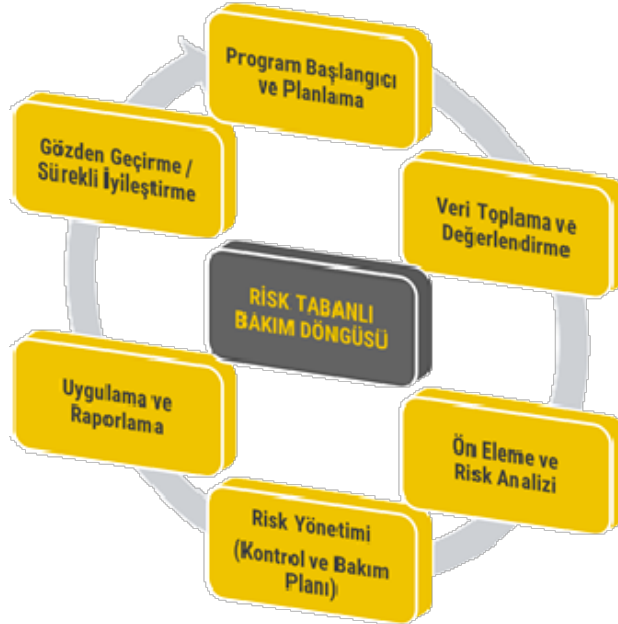 Program Başlangıcı
ve Planlama
Veri Toplama ve
Değerlendirme
Ön Eleme ve
Risk Analizi
Risk Yönetimi
(Kontrol ve Bakım
Planı)
Uygulama ve
Raporlama
Gözden Geçirme /
Sürekli İyileştirme
RİSK TABANLI
BAKIM DÖNGÜSÜ